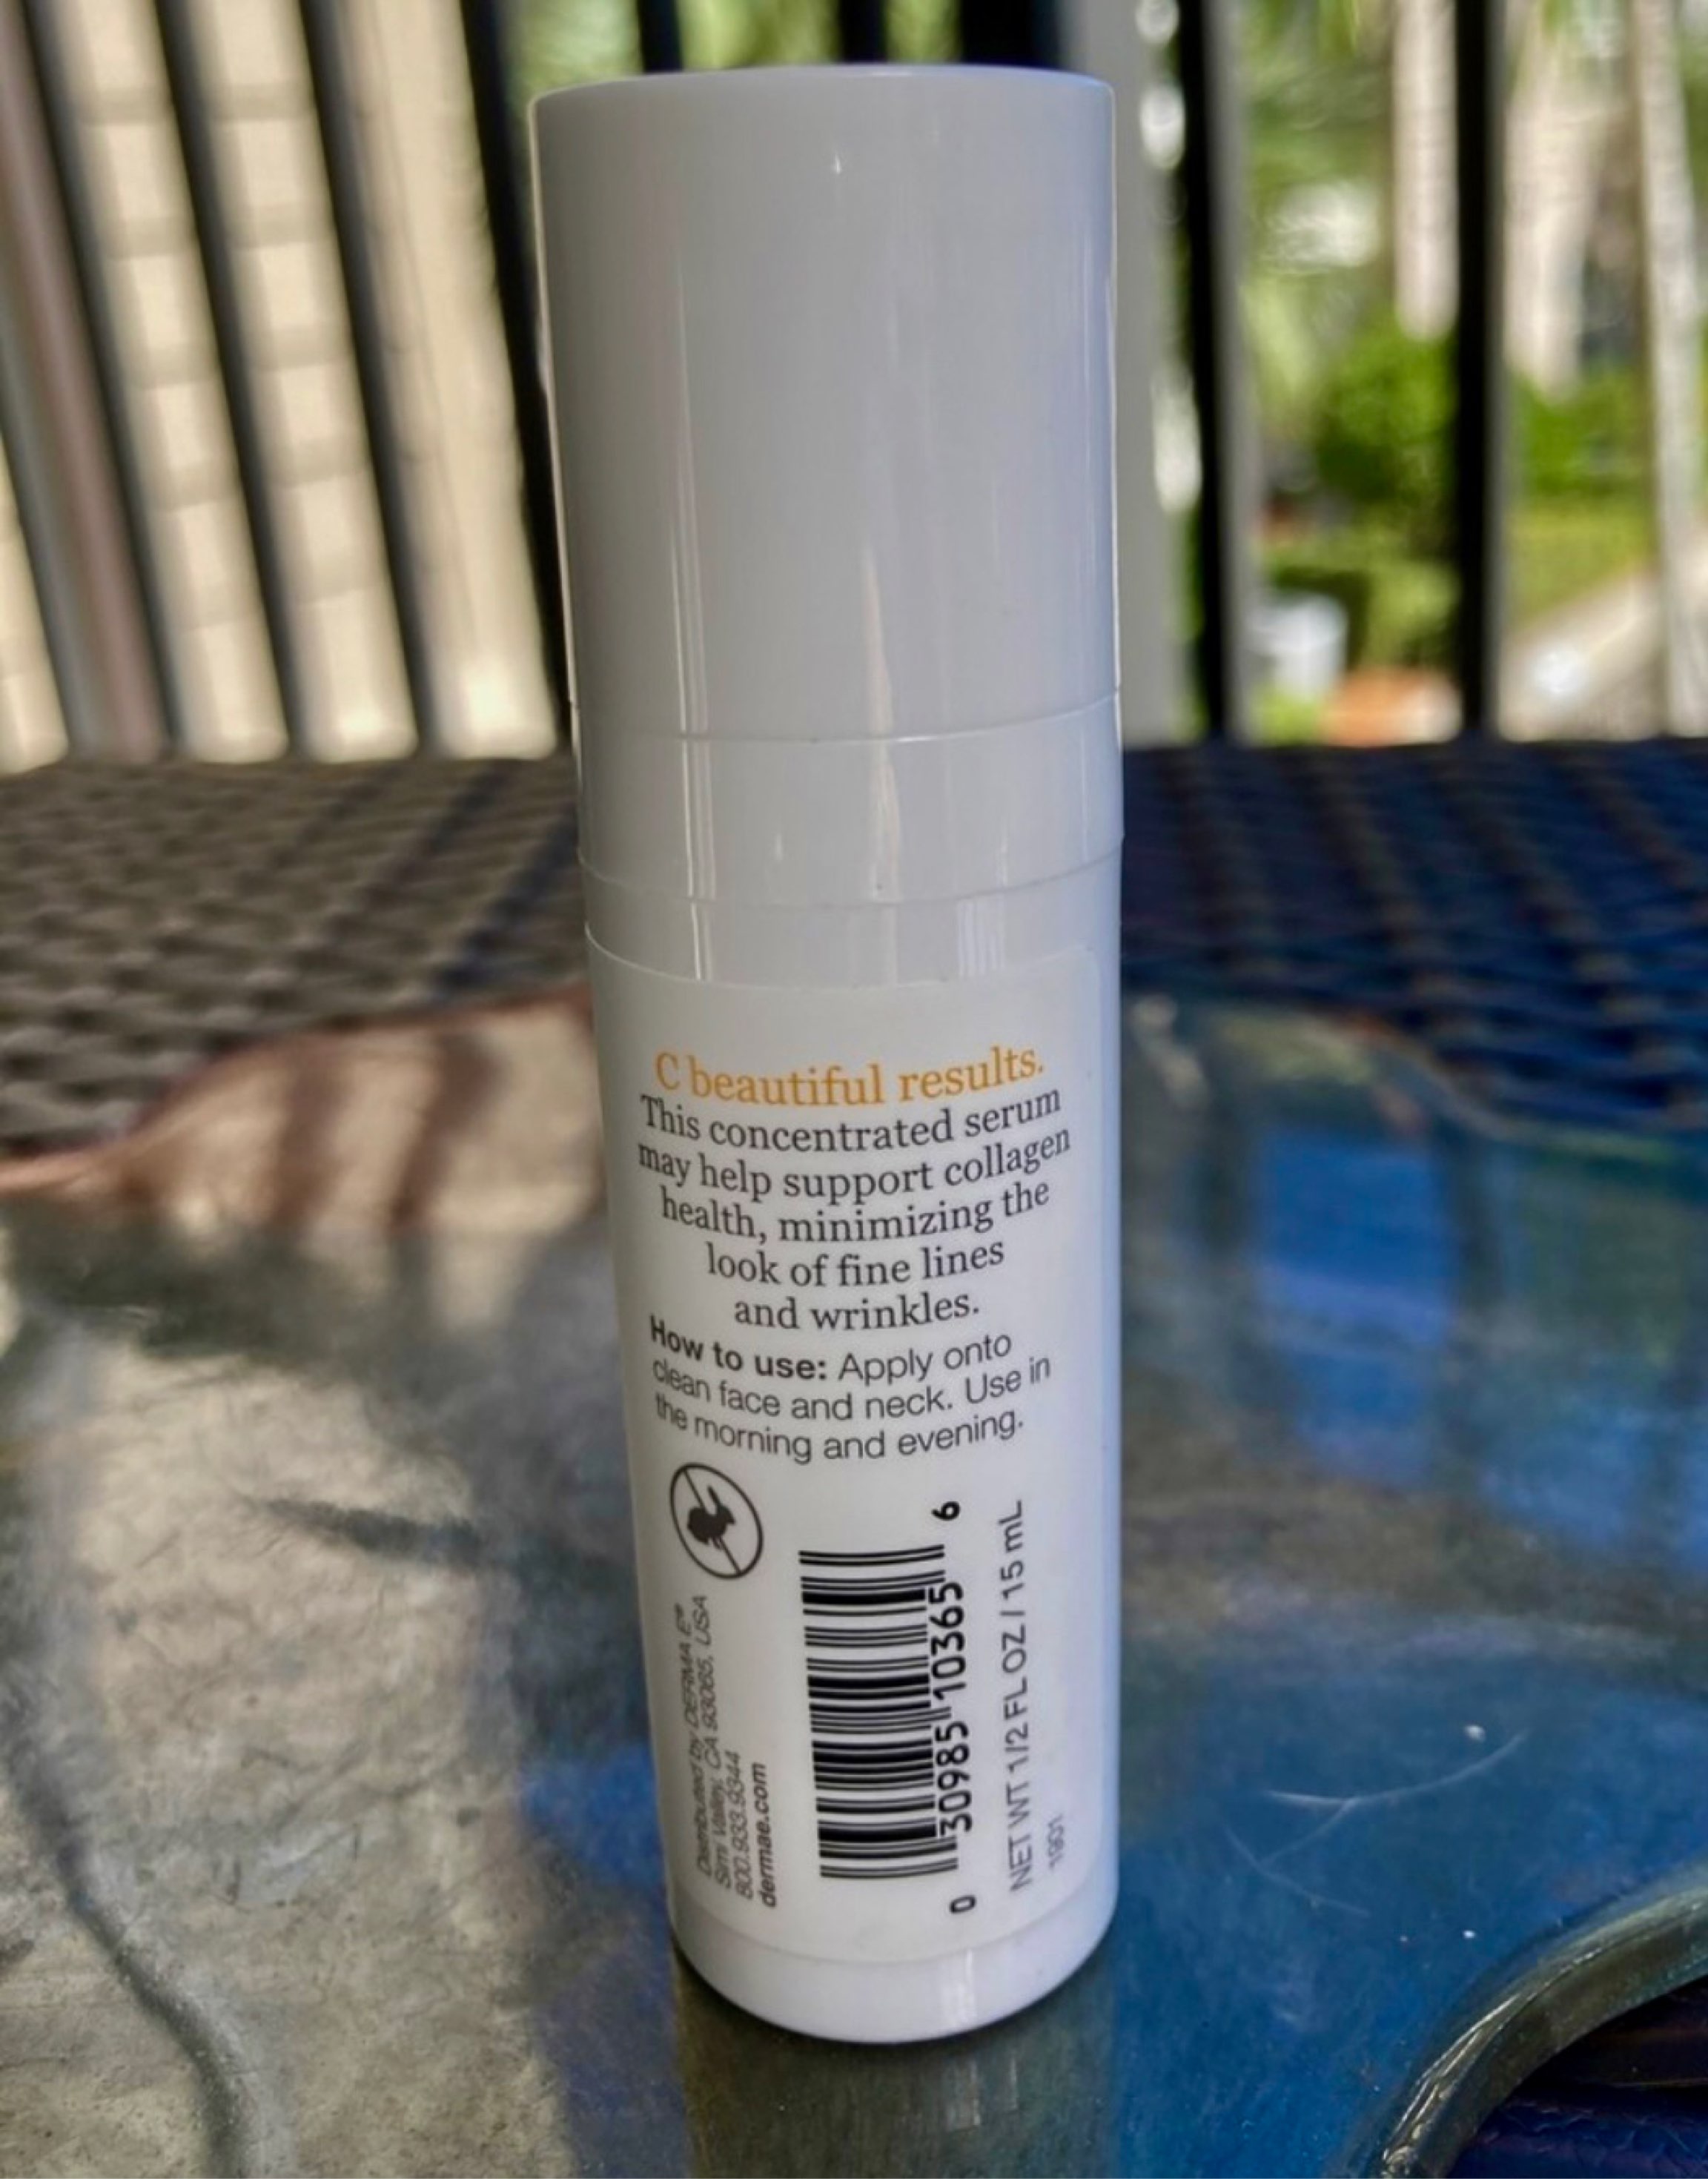 C beautiful results.
This concentrated serum
may help support collagen
health, minimizing the
look of fine lines
and wrinkles.
How to use: Apply onto
clean face and neck. Use in
the morning and evening.
Distributed by DERMA E®
Simi Valley, CA 93065, USA
800.933.9344
dermae.com
0 30985 10365 6
NET WT 1/2 FL OZ / 15 mL
1901